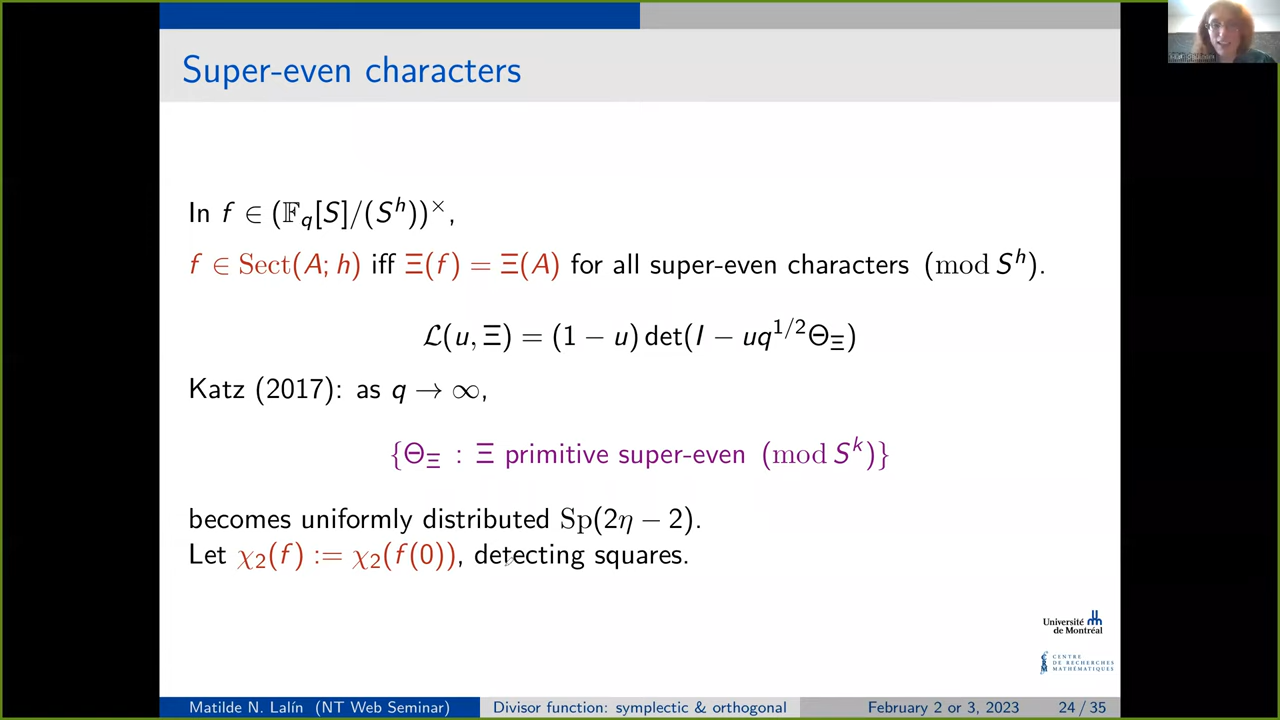 Super-even characters
In f ∈ (𝔽_q[S]/(S^h))^×,
f ∈ Sect(A; h) iff Ξ(f) = Ξ(A) for all super-even characters (mod S^h).
ℒ(u, Ξ) = (1 − u) det(I − uq^{1/2}Θ_Ξ)
Katz (2017): as q → ∞,
{Θ_Ξ : Ξ primitive super-even (mod S^k)}
becomes uniformly distributed Sp(2η − 2).
Let χ₂(f) := χ₂(f(0)), detecting squares.
Université
de Montréal
CENTRE
DE RECHERCHES
MATHÉMATIQUES
Matilde N. Lalín (NT Web Seminar) Divisor function: symplectic & orthogonal February 2 or 3, 2023 24 / 35